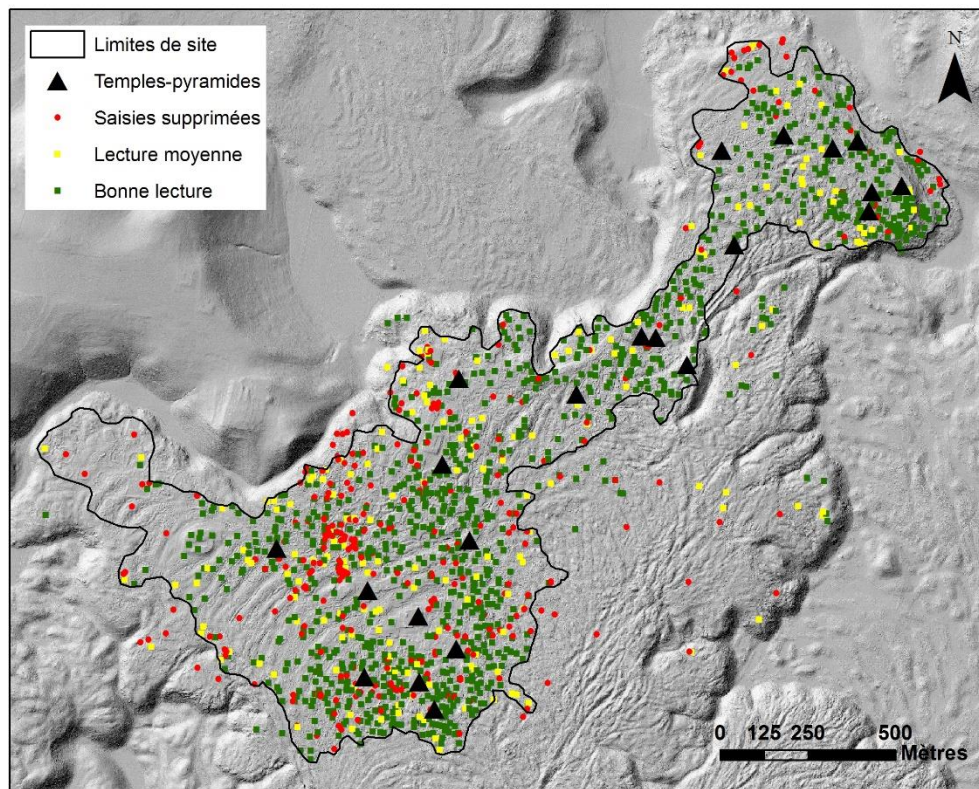 Limites de site
Temples-pyramides
Saisies supprimées
Lecture moyenne
Bonne lecture
N
0 125 250 500
Mètres